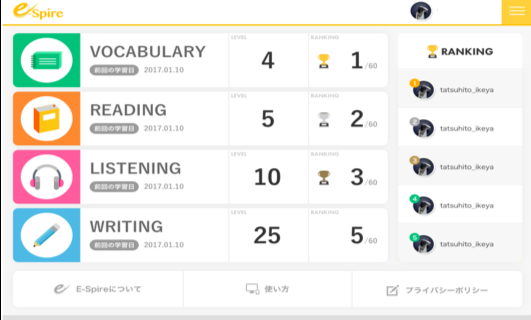 e-Spire
VOCABULARY
前回の学習日 2017.01.10
LEVEL
4
RANKING
1/60
READING
前回の学習日 2017.01.10
LEVEL
5
RANKING
2/60
LISTENING
前回の学習日 2017.01.10
LEVEL
10
RANKING
3/60
WRITING
前回の学習日 2017.01.10
LEVEL
25
RANKING
5/60
RANKING
1 tatsuhito_ikeya
2 tatsuhito_ikeya
3 tatsuhito_ikeya
4 tatsuhito_ikeya
5 tatsuhito_ikeya
E-Spireについて
使い方
プライバシーポリシー